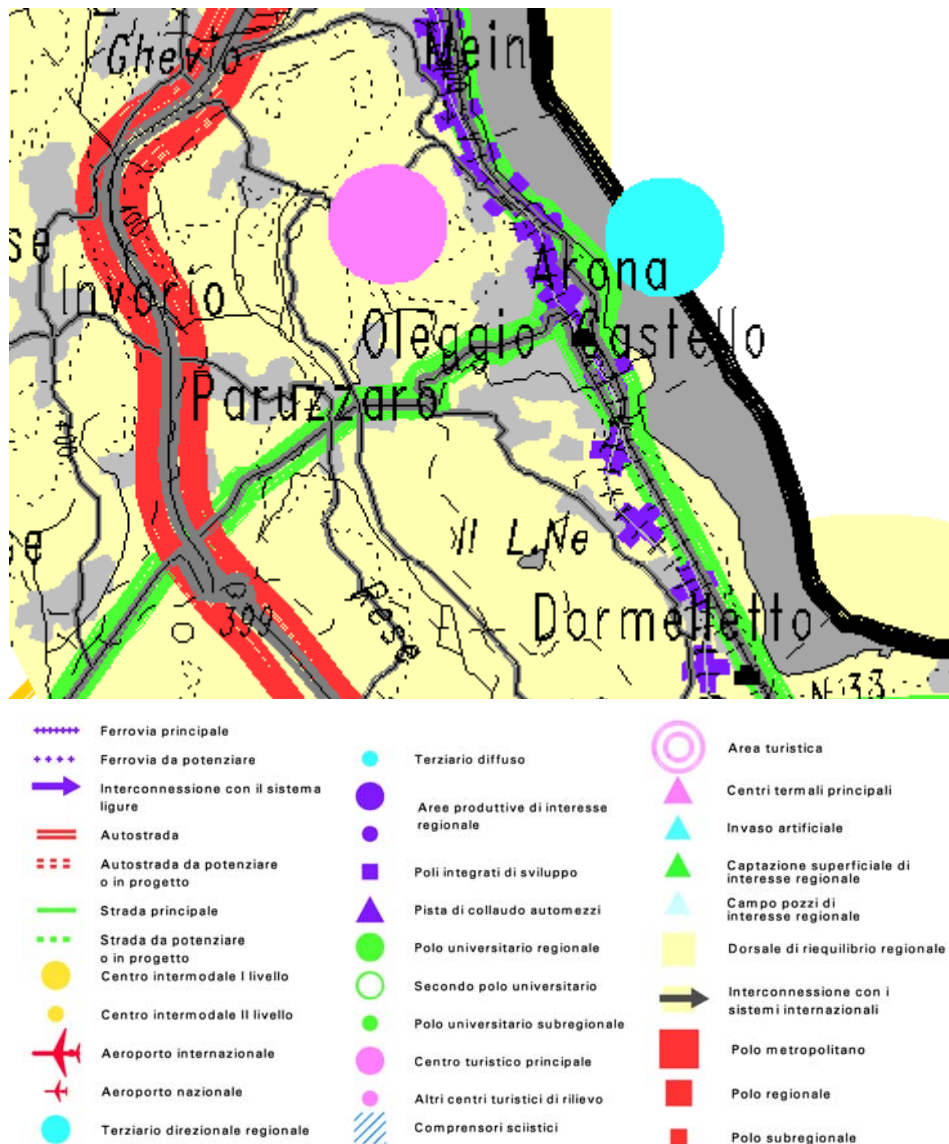 Ghevio
Mein
se
Invorio
400
Arona
Oleggio Castello
Paruzzaro
400
Il L.Ne
Dormelletto
399
N. 33
Ferrovia principale
Ferrovia da potenziare
Interconnessione con il sistema
ligure
Autostrada
Autostrada da potenziare
o in progetto
Strada principale
Strada da potenziare
o in progetto
Centro intermodale I livello
Centro intermodale II livello
Aeroporto internazionale
Aeroporto nazionale
Terziario direzionale regionale
Terziario diffuso
Aree produttive di interesse
regionale
Poli integrati di sviluppo
Pista di collaudo automezzi
Polo universitario regionale
Secondo polo universitario
Polo universitario subregionale
Centro turistico principale
Altri centri turistici di rilievo
Comprensori sciistici
Area turistica
Centri termali principali
Invaso artificiale
Captazione superficiale di
interesse regionale
Campo pozzi di
interesse regionale
Dorsale di riequilibrio regionale
Interconnessione con i
sistemi internazionali
Polo metropolitano
Polo regionale
Polo subregionale